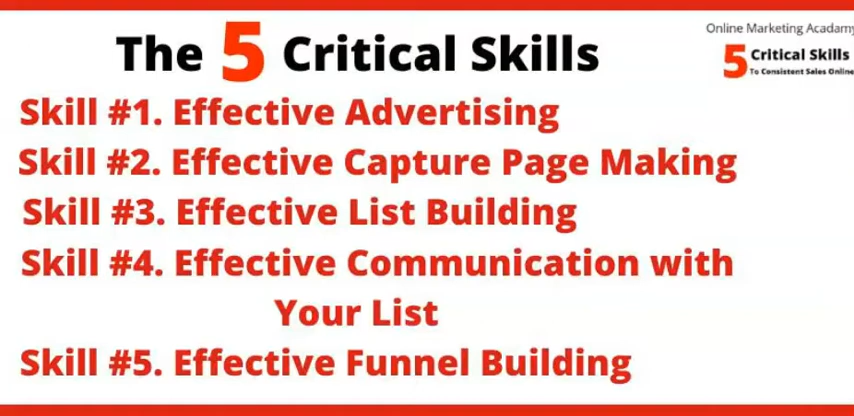 The 5 Critical Skills
Online Marketing Academy
5 Critical Skills
To Consistent Sales Online
Skill #1. Effective Advertising
Skill #2. Effective Capture Page Making
Skill #3. Effective List Building
Skill #4. Effective Communication with
Your List
Skill #5. Effective Funnel Building